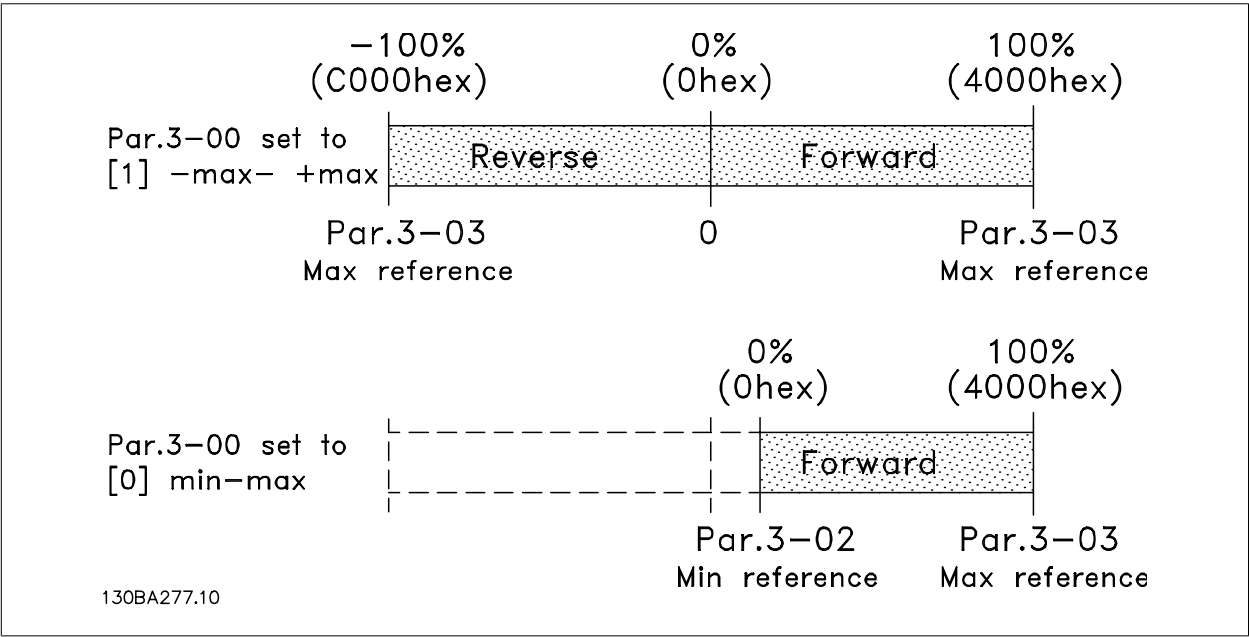 -100% 0% 100%
(C000hex) (0hex) (4000hex)
Par.3-00 set to
[1] -max- +max
Reverse Forward
Par.3-03 0 Par.3-03
Max reference Max reference
0% 100%
(0hex) (4000hex)
Par.3-00 set to
[0] min-max
Forward
Par.3-02 Par.3-03
Min reference Max reference
130BA277.10